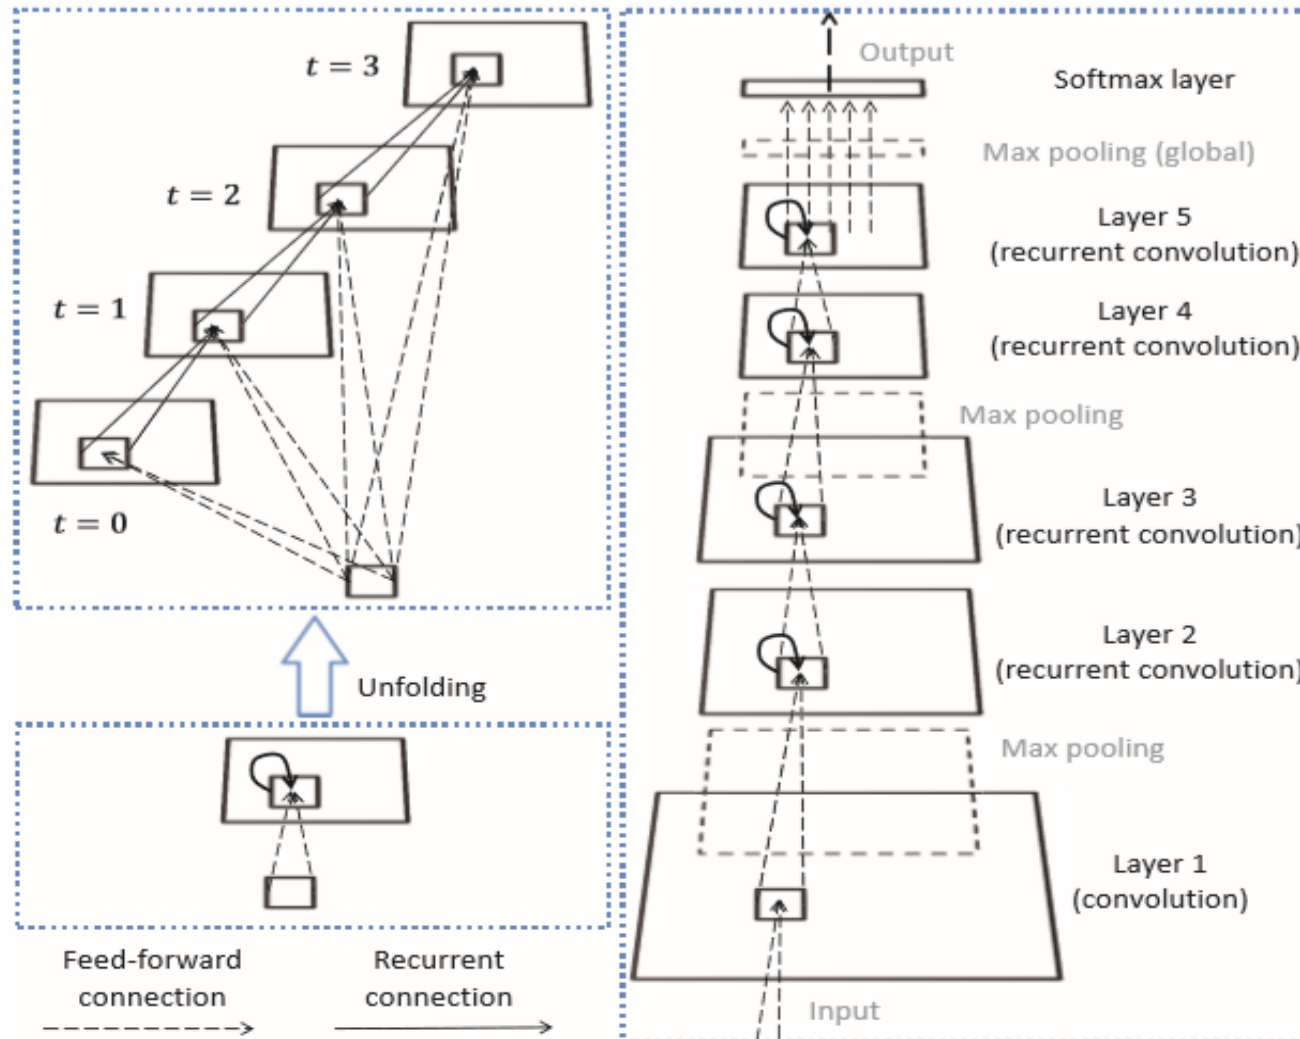 t = 3
t = 2
t = 1
t = 0
Unfolding
Feed-forward
connection
Recurrent
connection
Output
Softmax layer
Max pooling (global)
Layer 5
(recurrent convolution)
Layer 4
(recurrent convolution)
Max pooling
Layer 3
(recurrent convolution)
Layer 2
(recurrent convolution)
Max pooling
Layer 1
(convolution)
Input